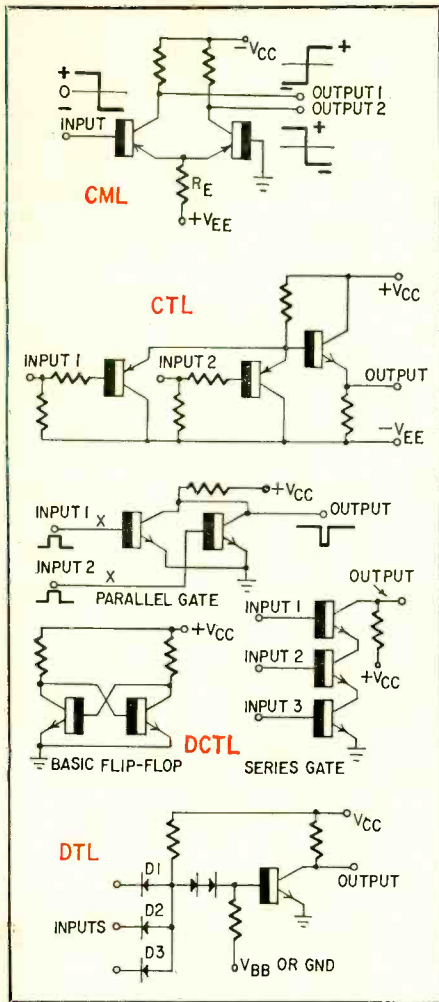 -VCC
+
+
O
-
-
OUTPUT 1
OUTPUT 2
INPUT
+
-
RE
CML
+VEE
CTL
+VCC
INPUT 1
INPUT 2
OUTPUT
-VEE
+VCC
INPUT 1
X
OUTPUT
INPUT 2
X
PARALLEL GATE
OUTPUT
INPUT 1
+VCC
INPUT 2
+VCC
INPUT 3
DCTL
BASIC FLIP-FLOP
SERIES GATE
VCC
DTL
D1
OUTPUT
INPUTS
D2
D3
VBB OR GND